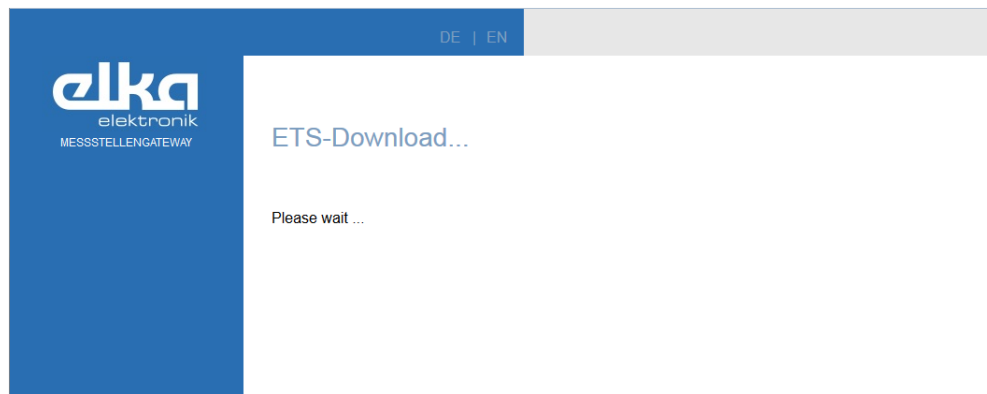 DE | EN
elka
elektronik
MESSSTELLENGATEWAY
ETS-Download...
Please wait ...